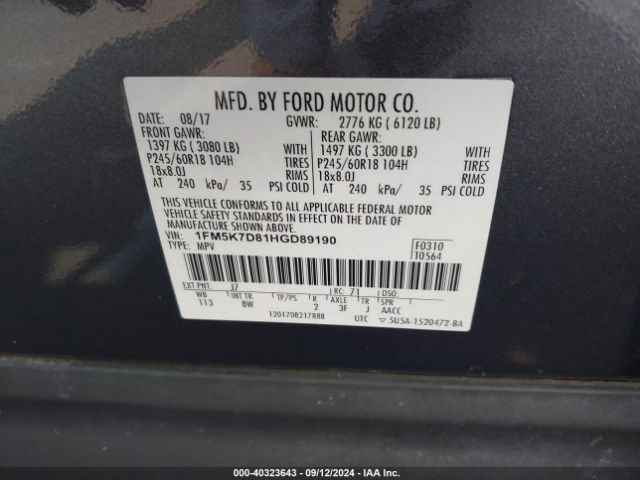 MFD. BY FORD MOTOR CO.
DATE: 08/17 GVWR: 2776 KG ( 6120 LB)
FRONT GAWR: REAR GAWR:
1397 KG ( 3080 LB) WITH 1497 KG ( 3300 LB) WITH
P245/60R18 104H TIRES P245/60R18 104H TIRES
18x8.0J RIMS 18x8.0J RIMS
AT 240 kPa/ 35 PSI COLD AT 240 kPa/ 35 PSI COLD
THIS VEHICLE CONFORMS TO ALL APPLICABLE FEDERAL MOTOR
VEHICLE SAFETY STANDARDS IN EFFECT ON THE DATE OF
MANUFACTURE SHOWN ABOVE.
VIN: 1FM5K7D81HGD89190 F0310
TYPE: MPV T0564
EXT PNT: J7 RC: 71 DSO:
WB INT TR TP/PS R AXLE TR SPR
113 8W 2 3F J AACC
1201708217888 UTC ▽ 5USA-1520472-BA
000-40323643 - 09/12/2024 - IAA Inc.